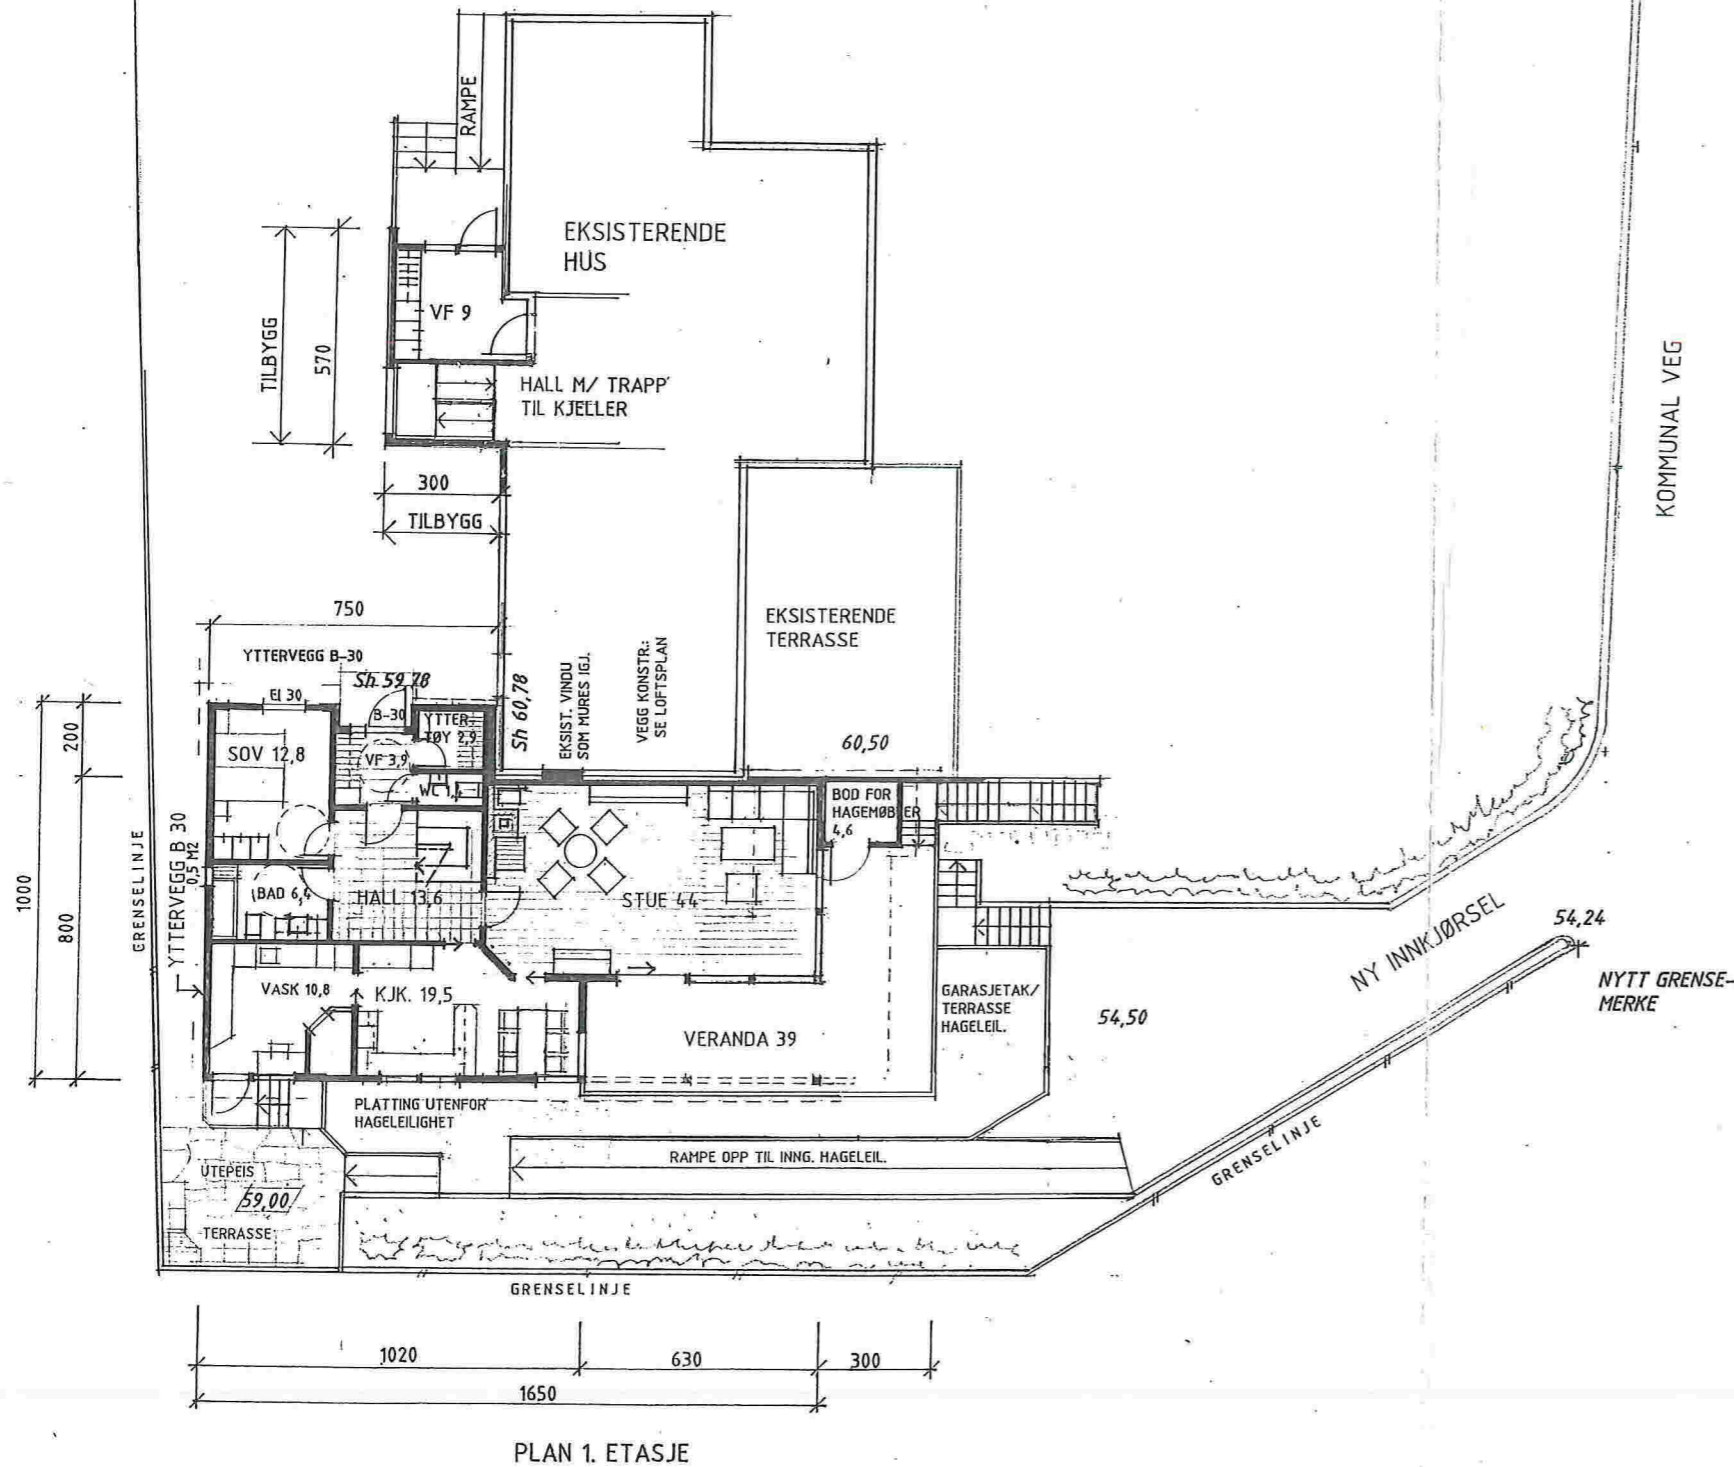 RAMPE
EKSISTERENDE
HUS
VF 9
TILBYGG
570
HALL M/ TRAPP
TIL KJELLER
300
TILBYGG
KOMMUNAL VEG
750
YTTERVEGG B-30
Sh 59,78
EI 30
B-30
YTTER-
TØY 2,9
SOV 12,8
VF 3,9
WC
Sh 60,78
EKSIST. VINDU
SOM MURES IGJ.
VEGG KONSTR.:
SE LOFTSPLAN
EKSISTERENDE
TERRASSE
60,50
BOD FOR
HAGEMØBLER
4,6
200
1000
800
GRENSELINJE
YTTERVEGG B 30
0,5 M2
BAD 6,4
HALL 13,6
STUE 44
VASK 10,8
KJK. 19,5
VERANDA 39
GARASJETAK/
TERRASSE
HAGELEIL.
54,50
NY INNKJØRSEL
54,24
NYTT GRENSE-
MERKE
PLATTING UTENFOR
HAGELEILIGHET
RAMPE OPP TIL INNG. HAGELEIL.
GRENSELINJE
UTEPEIS
59,00
TERRASSE
GRENSELINJE
1020
630
300
1650
PLAN 1. ETASJE